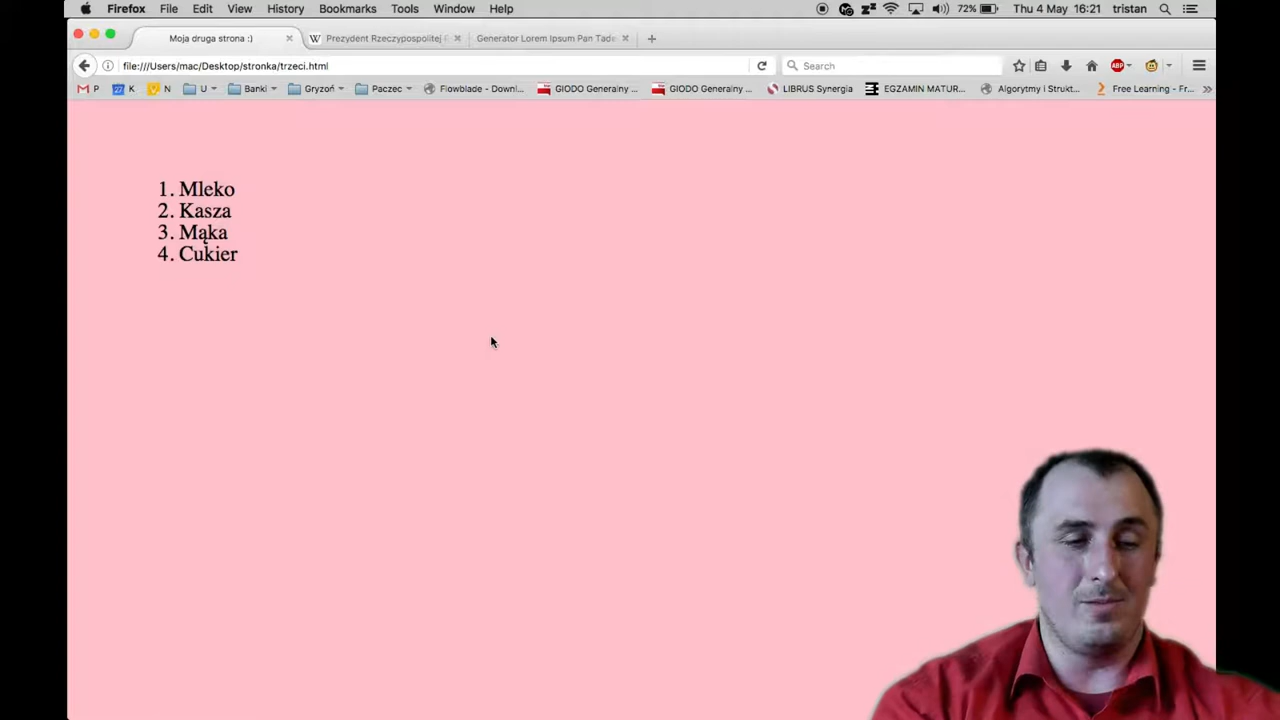 Firefox File Edit View History Bookmarks Tools Window Help 72% Thu 4 May 16:21 tristan
Moja druga strona :) Prezydent Rzeczypospolitej Generator Lorem Ipsum Pan Tade
file:///Users/mac/Desktop/stronka/trzeci.html Search ABP
P 27 K N U Banki Gryzoń Paczec Flowblade - Downl... GIODO Generalny ... GIODO Generalny ... LIBRUS Synergia EGZAMIN MATUR... Algorytmy i Strukt... Free Learning - Fr...
1. Mleko
2. Kasza
3. Mąka
4. Cukier